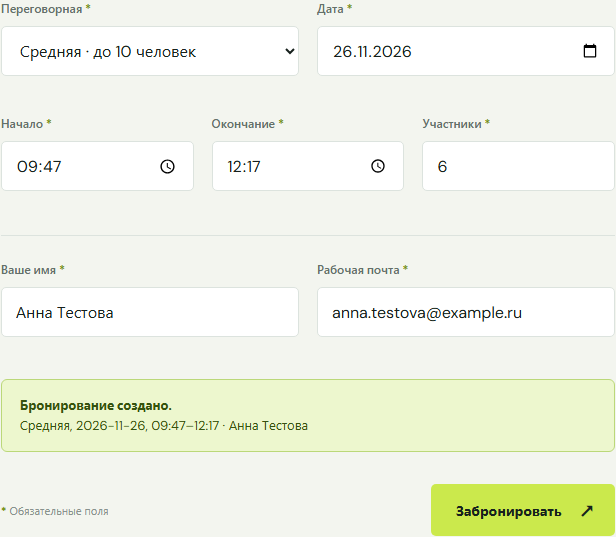 Переговорная * Дата *
Средняя · до 10 человек 26.11.2026
Начало * Окончание * Участники *
09:47 12:17 6
Ваше имя * Рабочая почта *
Анна Тестова anna.testova@example.ru
Бронирование создано.
Средняя, 2026-11-26, 09:47–12:17 · Анна Тестова
* Обязательные поля Забронировать ↗